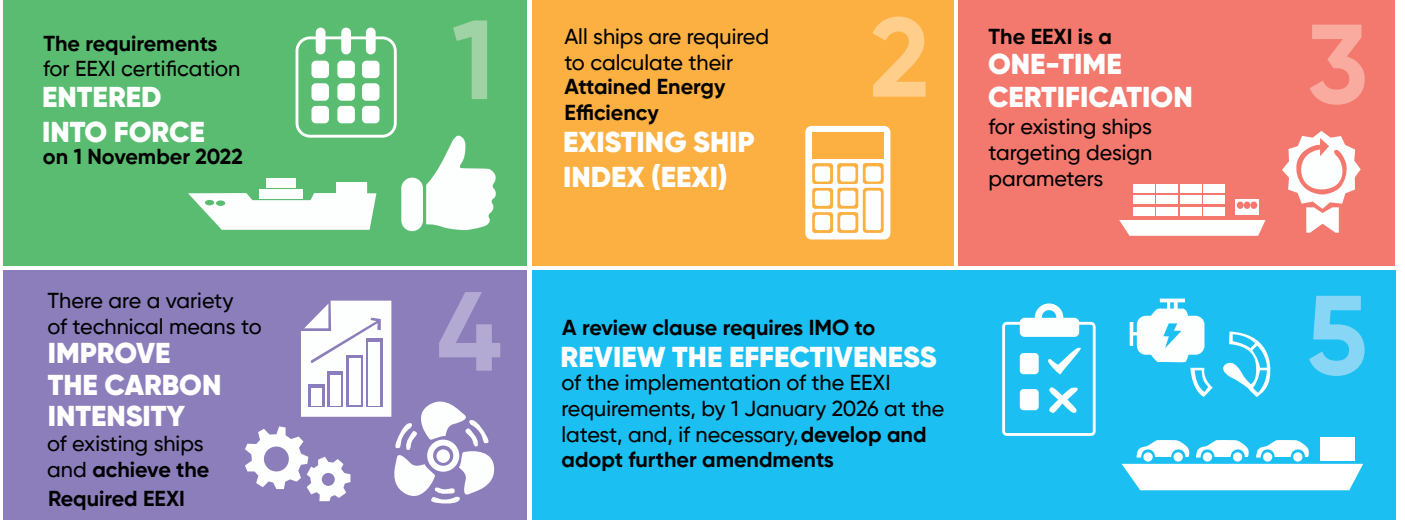 1
The requirements
for EEXI certification
ENTERED
INTO FORCE
on 1 November 2022
2
All ships are required
to calculate their
Attained Energy
Efficiency
EXISTING SHIP
INDEX (EEXI)
3
The EEXI is a
ONE-TIME
CERTIFICATION
for existing ships
targeting design
parameters
4
There are a variety
of technical means to
IMPROVE
THE CARBON
INTENSITY
of existing ships
and achieve the
Required EEXI
5
A review clause requires IMO to
REVIEW THE EFFECTIVENESS
of the implementation of the EEXI
requirements, by 1 January 2026 at the
latest, and, if necessary, develop and
adopt further amendments